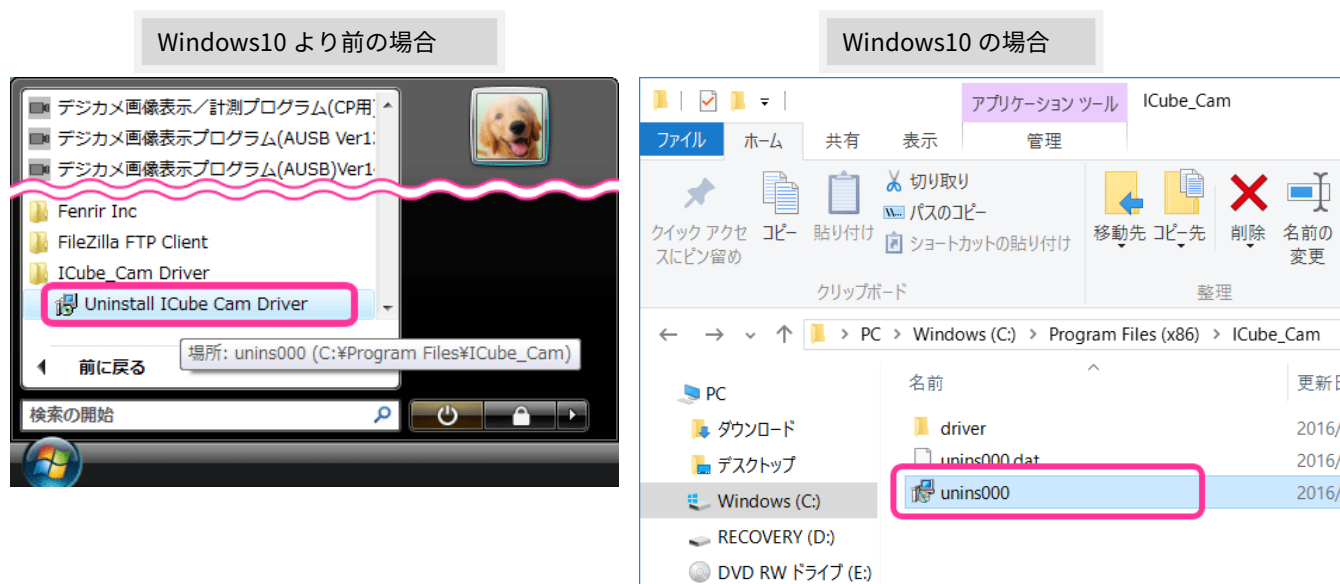 Windows10 より前の場合
デジカメ画像表示／計測プログラム(CP用)
デジカメ画像表示プログラム(AUSB Ver1
デジカメ画像表示プログラム(AUSB)Ver1
Fenrir Inc
FileZilla FTP Client
ICube_Cam Driver
Uninstall ICube Cam Driver
前に戻る
場所: unins000 (C:¥Program Files¥ICube_Cam)
検索の開始
Windows10 の場合
アプリケーション ツール ICube_Cam
ファイル ホーム 共有 表示 管理
クイック アクセスにピン留め
コピー
貼り付け
切り取り
パスのコピー
ショートカットの貼り付け
クリップボード
移動先 コピー先 削除 名前の変更
整理
PC > Windows (C:) > Program Files (x86) > ICube_Cam
名前 更新日
PC
ダウンロード
デスクトップ
Windows (C:)
RECOVERY (D:)
DVD RW ドライブ (E:)
driver 2016/
unins000.dat 2016/
unins000 2016/